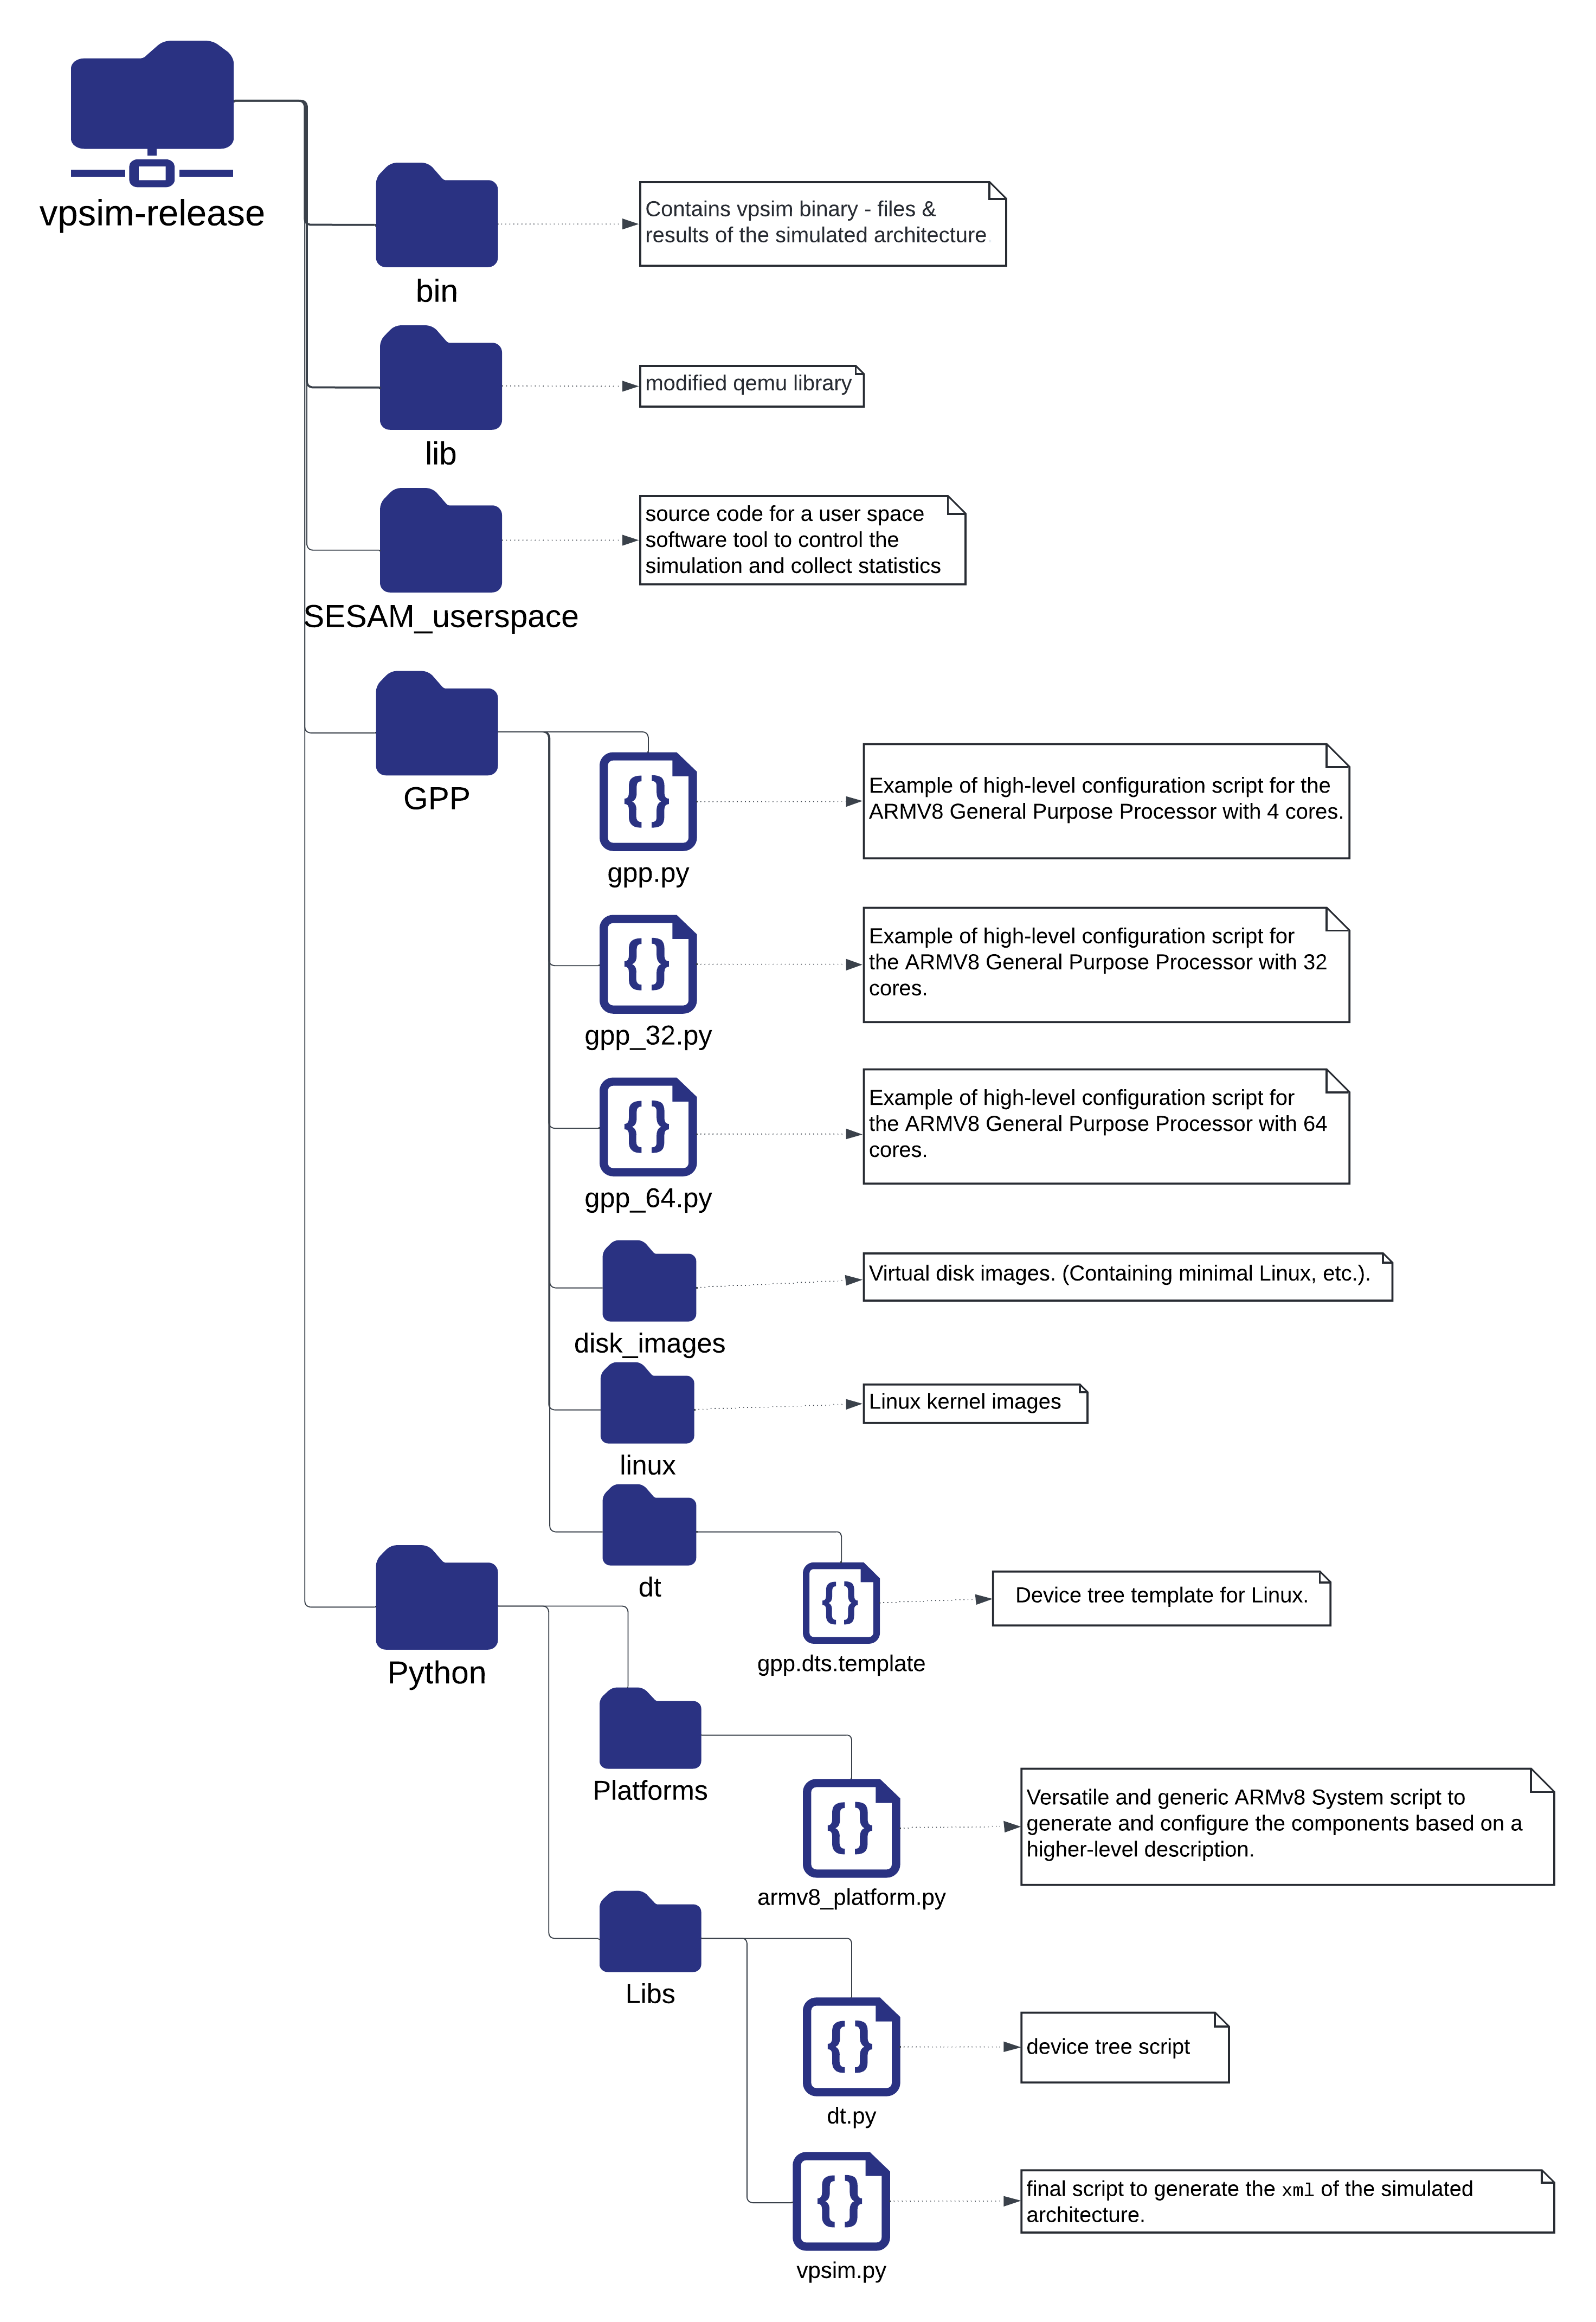 vpsim-release
bin
Contains vpsim binary - files &
results of the simulated architecture
lib
modified qemu library
SESAM_userspace
source code for a user space
software tool to control the
simulation and collect statistics
GPP
{}
gpp.py
Example of high-level configuration script for the
ARMV8 General Purpose Processor with 4 cores.
{}
gpp_32.py
Example of high-level configuration script for
the ARMV8 General Purpose Processor with 32
cores.
{}
gpp_64.py
Example of high-level configuration script for
the ARMV8 General Purpose Processor with 64
cores.
disk_images
Virtual disk images. (Containing minimal Linux, etc.).
linux
Linux kernel images
dt
{}
gpp.dts.template
Device tree template for Linux.
Python
Platforms
{}
armv8_platform.py
Versatile and generic ARMv8 System script to
generate and configure the components based on a
higher-level description.
Libs
{}
dt.py
device tree script
{}
vpsim.py
final script to generate the xml of the simulated
architecture.